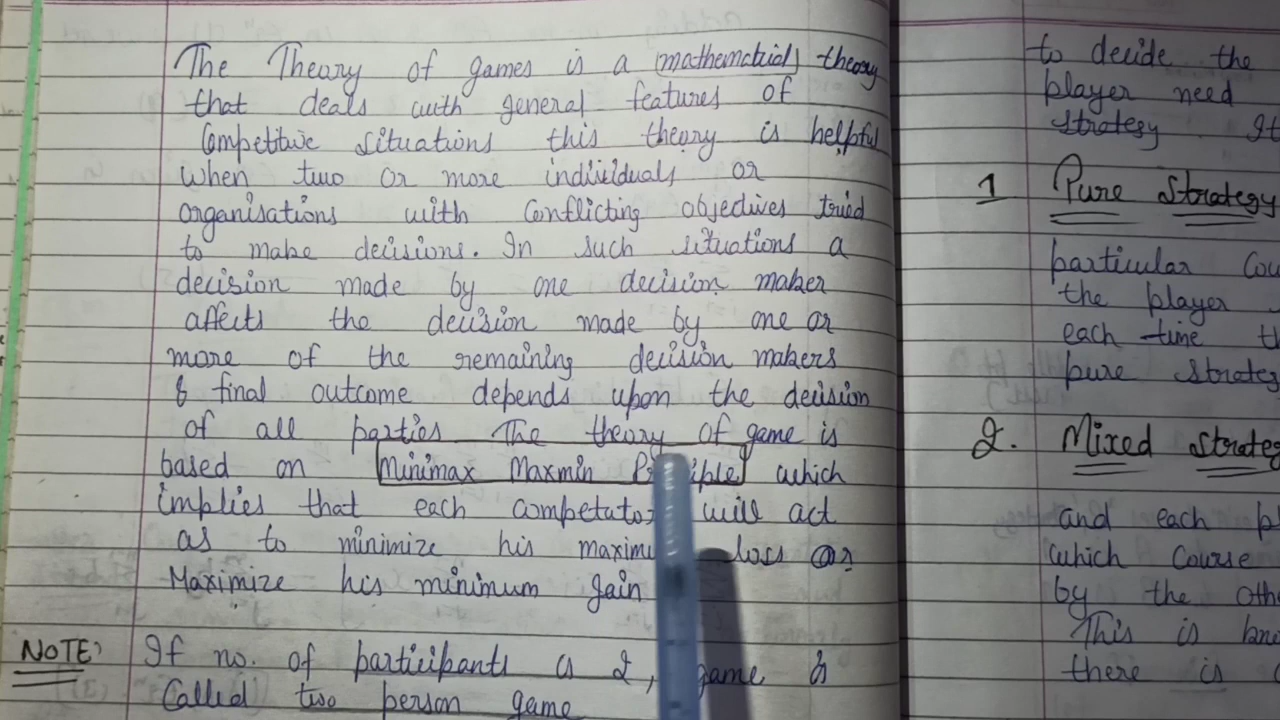 The Theory of games is a (mathematical) theory
that deals with general features of
Competitive situations this theory is helpful
when two or more individuals or
organisations with conflicting objectives tried
to make decisions. In such situations a
decision made by one decision maker
affects the decision made by one or
more of the remaining decision makers
& final outcome depends upon the decision
of all parties The theory of game is
based on Minimax Maxmin which
implies that each competator will act
as to minimize his loss or
Maximize his minimum gain
NOTE: If no. of participants is 2, game is
Called two person game
to decide the
player need
strategy. It
1 Pure Strategy
particular
the player
each time
pure
2. Mixed
and each
which Course
by the
This is
there is